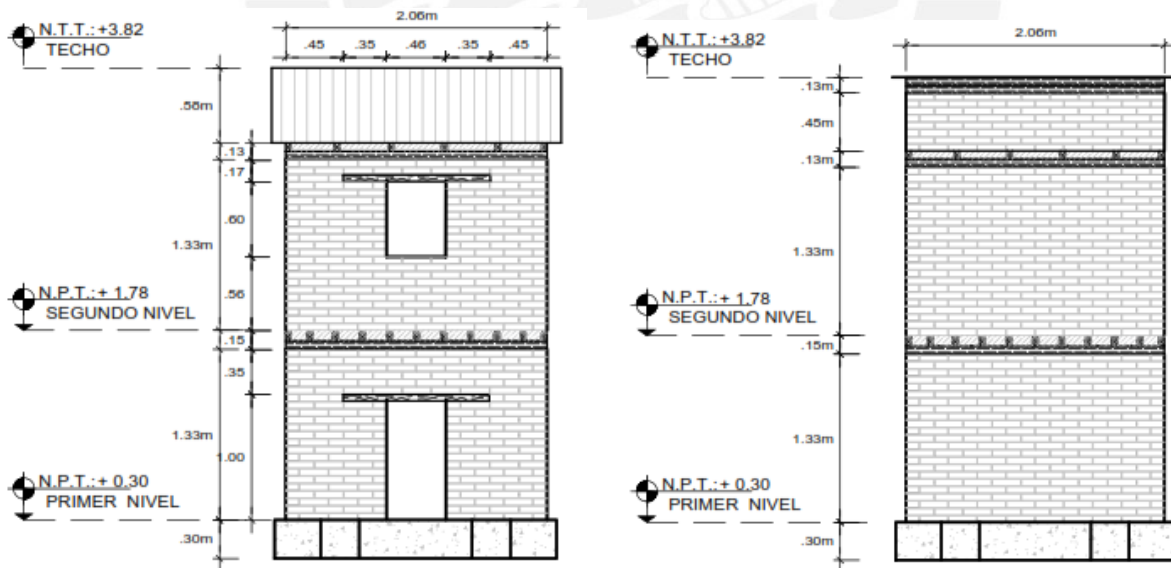 2.06m
N.T.T.: +3.82
TECHO
.45 .35 .46 .35 .45
.58m
.13
.17
.60
1.33m
.56
N.P.T.: + 1.78
SEGUNDO NIVEL
.15
.35
1.33m
1.00
N.P.T.: + 0.30
PRIMER NIVEL
.30m
2.06m
N.T.T.: +3.82
TECHO
.13m
.45m
.13m
1.33m
N.P.T.: + 1.78
SEGUNDO NIVEL
.15m
1.33m
N.P.T.: + 0.30
PRIMER NIVEL
.30m